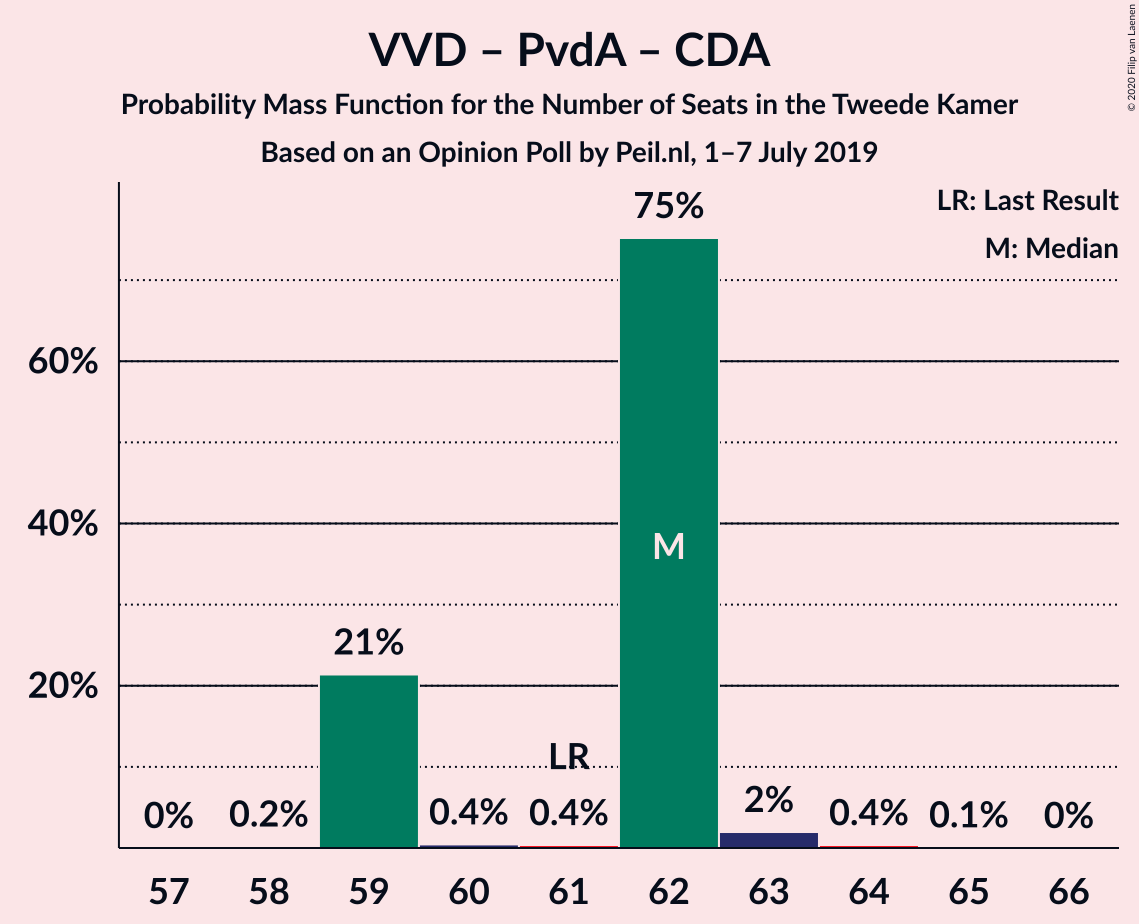 VVD – PvdA – CDA
Probability Mass Function for the Number of Seats in the Tweede Kamer
Based on an Opinion Poll by Peil.nl, 1–7 July 2019
© 2020 Filip van Laenen
LR: Last Result
M: Median
75%
60%
40%
20%
M
21%
LR
0%
0.2%
0.4%
0.4%
2%
0.4%
0.1%
0%
57 58 59 60 61 62 63 64 65 66